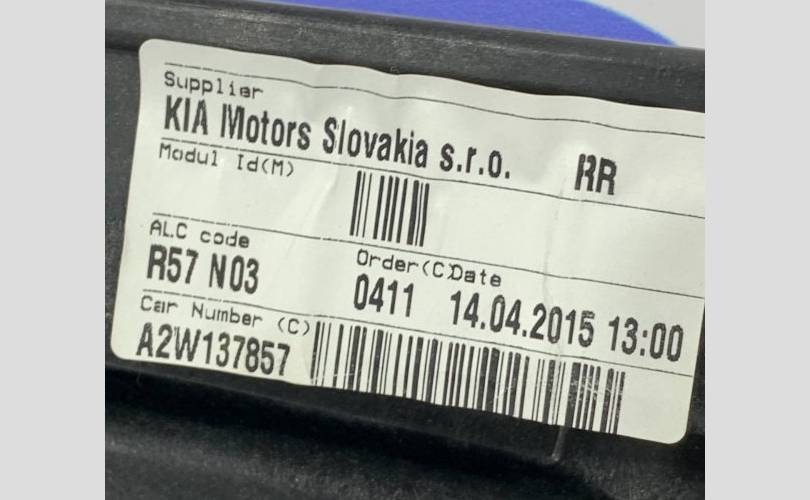 Supplier
KIA Motors Slovakia s.r.o. RR
Modul Id(M)
ALC code Order(C)Date
R57 N03 0411 14.04.2015 13:00
Car Number (C)
A2W137857